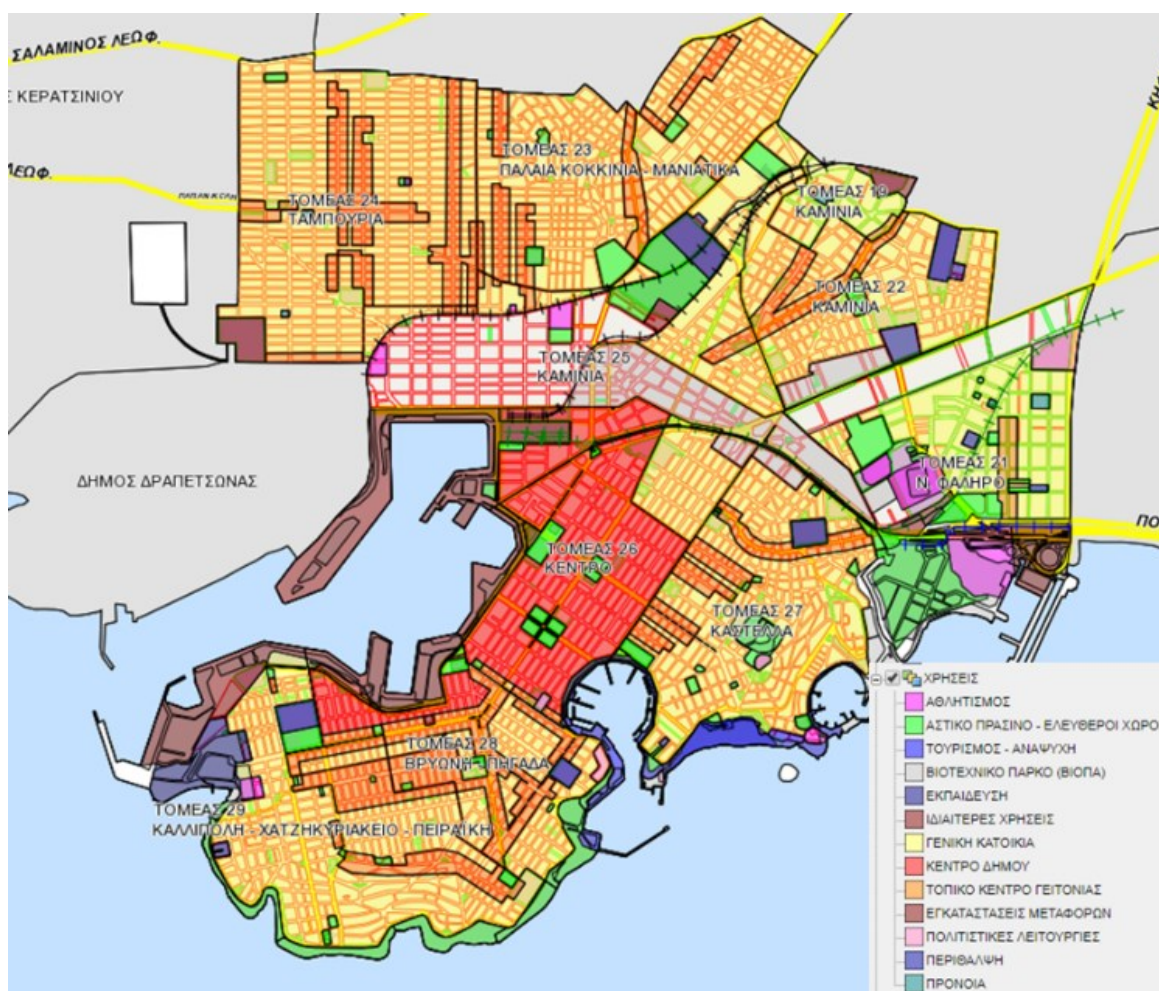 ΣΑΛΑΜΙΝΟΣ ΛΕΩΦ.
Σ ΚΕΡΑΤΣΙΝΙΟΥ
ΚΗ
ΛΕΩΦ.
ΤΟΜΕΑΣ 23
ΠΑΛΑΙΑ ΚΟΚΚΙΝΙΑ - ΜΑΝΙΑΤΙΚΑ
ΤΟΜΕΑΣ 19
ΚΑΜΙΝΙΑ
ΤΟΜΕΑΣ 24
ΤΑΜΠΟΥΡΙΑ
ΤΟΜΕΑΣ 22
ΚΑΜΙΝΙΑ
ΤΟΜΕΑΣ 25
ΚΑΜΙΝΙΑ
ΔΗΜΟΣ ΔΡΑΠΕΤΣΩΝΑΣ
ΤΟΜΕΑΣ 21
Ν. ΦΑΛΗΡΟ
ΠΟ
ΤΟΜΕΑΣ 26
ΚΕΝΤΡΟ
ΤΟΜΕΑΣ 27
ΚΑΣΤΕΛΛΑ
ΤΟΜΕΑΣ 28
ΒΡΥΩΝΗ - ΠΗΓΑΔΑ
ΤΟΜΕΑΣ 29
ΚΑΛΛΙΠΟΛΗ - ΧΑΤΖΗΚΥΡΙΑΚΕΙΟ - ΠΕΙΡΑΪΚΗ
ΧΡΗΣΕΙΣ
ΑΘΛΗΤΙΣΜΟΣ
ΑΣΤΙΚΟ ΠΡΑΣΙΝΟ - ΕΛΕΥΘΕΡΟΙ ΧΩΡΟ
ΤΟΥΡΙΣΜΟΣ - ΑΝΑΨΥΧΗ
ΒΙΟΤΕΧΝΙΚΟ ΠΑΡΚΟ (ΒΙΟΠΑ)
ΕΚΠΑΙΔΕΥΣΗ
ΙΔΙΑΙΤΕΡΕΣ ΧΡΗΣΕΙΣ
ΓΕΝΙΚΗ ΚΑΤΟΙΚΙΑ
ΚΕΝΤΡΟ ΔΗΜΟΥ
ΤΟΠΙΚΟ ΚΕΝΤΡΟ ΓΕΙΤΟΝΙΑΣ
ΕΓΚΑΤΑΣΤΑΣΕΙΣ ΜΕΤΑΦΟΡΩΝ
ΠΟΛΙΤΙΣΤΙΚΕΣ ΛΕΙΤΟΥΡΓΙΕΣ
ΠΕΡΙΘΑΛΨΗ
ΠΡΟΝΟΙΑ